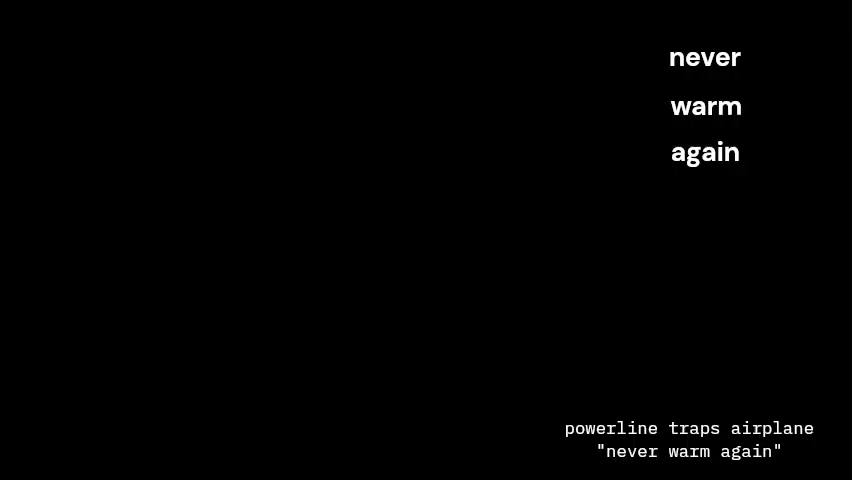 never
warm
again
powerline traps airplane
"never warm again"